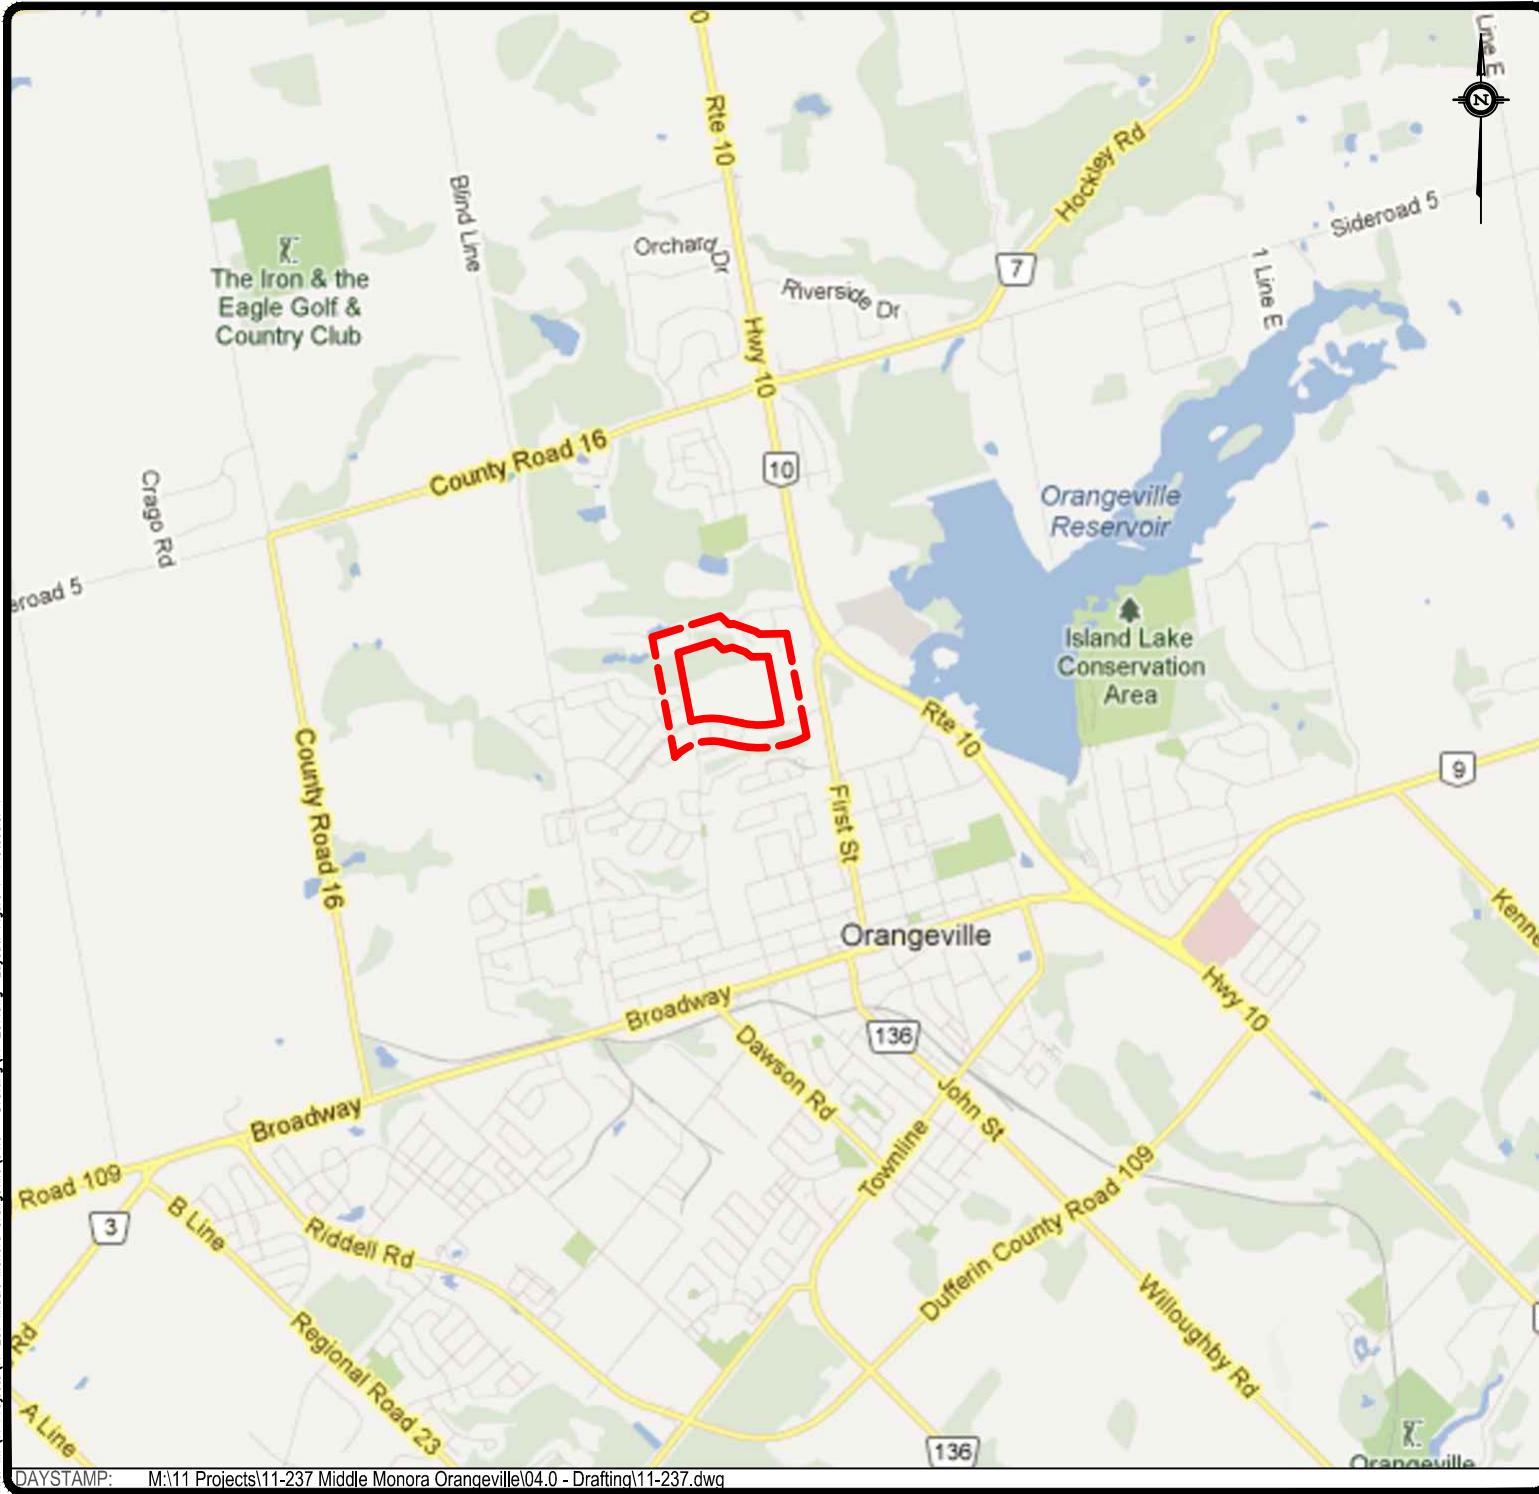 Line E
N
Rte 10
Hockley Rd
Sideroad 5
Blind Line
Orchard Dr
7
1 Line E
The Iron & the
Eagle Golf &
Country Club
Riverside Dr
Hwy 10
County Road 16
10
Crago Rd
Orangeville
Reservoir
eroad 5
Island Lake
Conservation
Area
Rte 10
County Road 16
First St
9
Kenne
Orangeville
Broadway
Hwy 10
136
Dawson Rd
John St
Broadway
Townline
Road 109
3
B Line
Riddell Rd
Dufferin County Road 109
Willoughby Rd
Rd
Regional Road 23
A Line
136
Orangeville
DAYSTAMP: M:\11 Projects\11-237 Middle Monora Orangeville\04.0 - Drafting\11-237.dwg